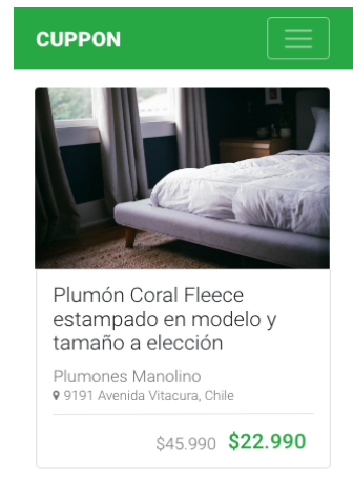 CUPPON
Plumón Coral Fleece
estampado en modelo y
tamaño a elección
Plumones Manolino
9191 Avenida Vitacura, Chile
$45.990 $22.990